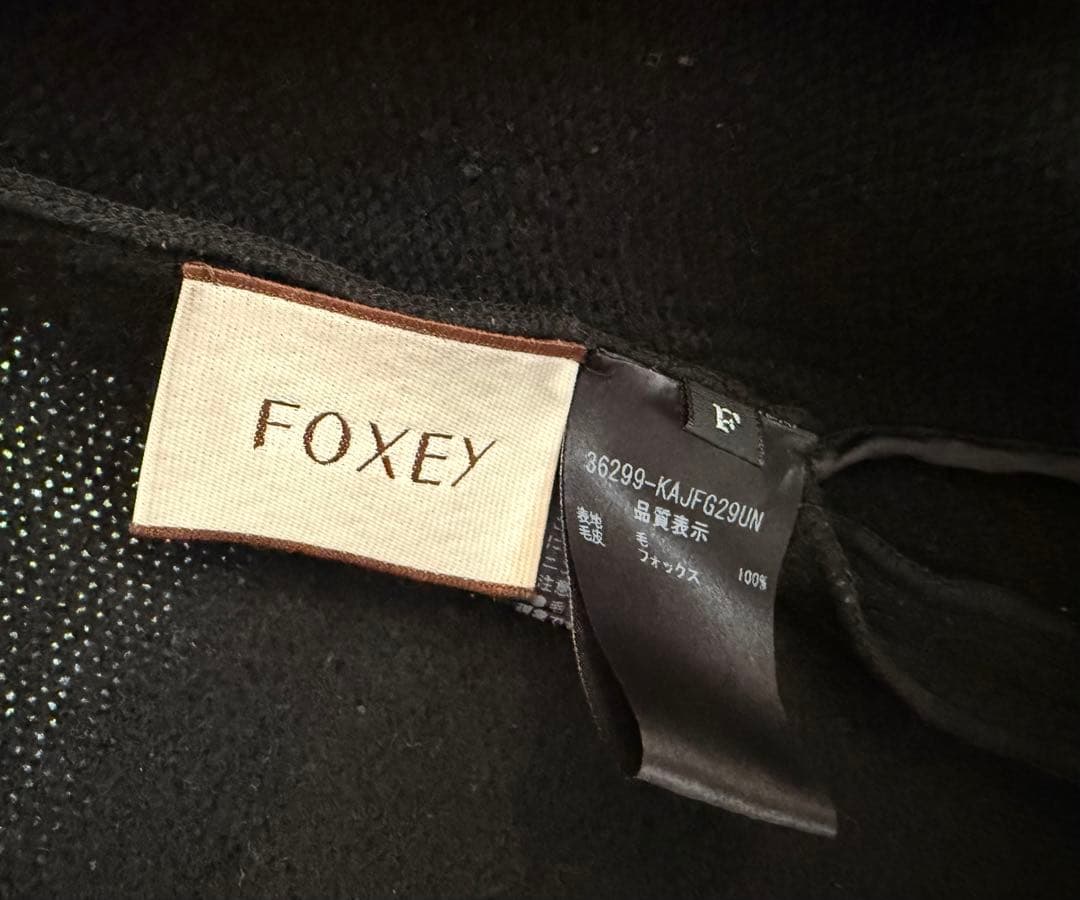 FOXEY
F
36299-KAJFG29UN
品質表示
表地 毛 100%
毛皮 フォックス